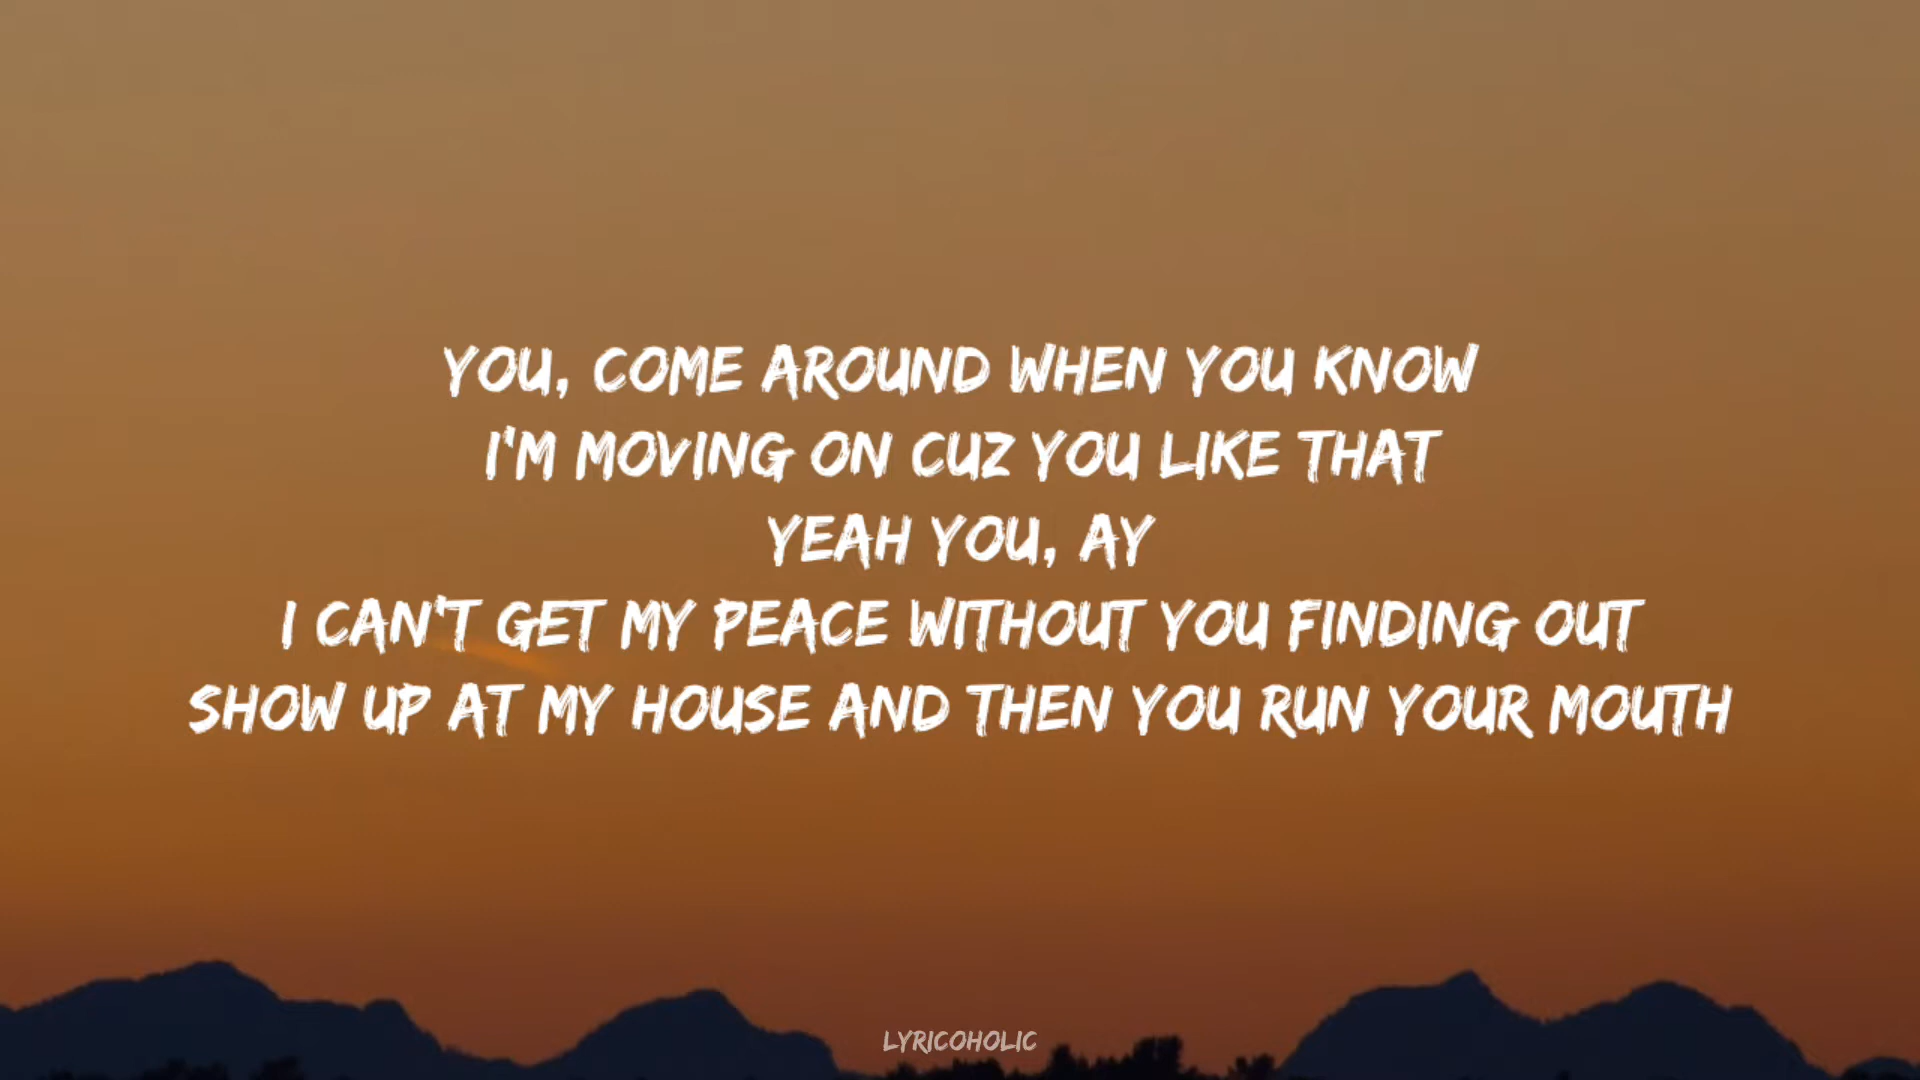 YOU, COME AROUND WHEN YOU KNOW
I'M MOVING ON CUZ YOU LIKE THAT
YEAH YOU, AY
I CAN'T GET MY PEACE WITHOUT YOU FINDING OUT
SHOW UP AT MY HOUSE AND THEN YOU RUN YOUR MOUTH
LYRICOHOLIC